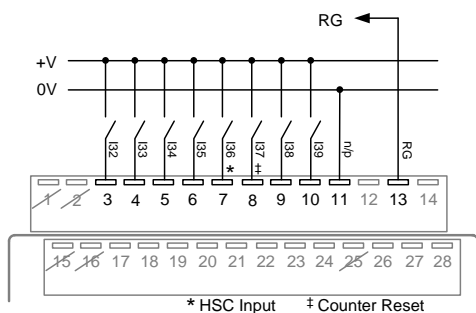 RG
+V
0V
I32 I33 I34 I35 I36 I37 I38 I39 n/p RG
* ‡
1 2 3 4 5 6 7 8 9 10 11 12 13 14
15 16 17 18 19 20 21 22 23 24 25 26 27 28
* HSC Input ‡ Counter Reset